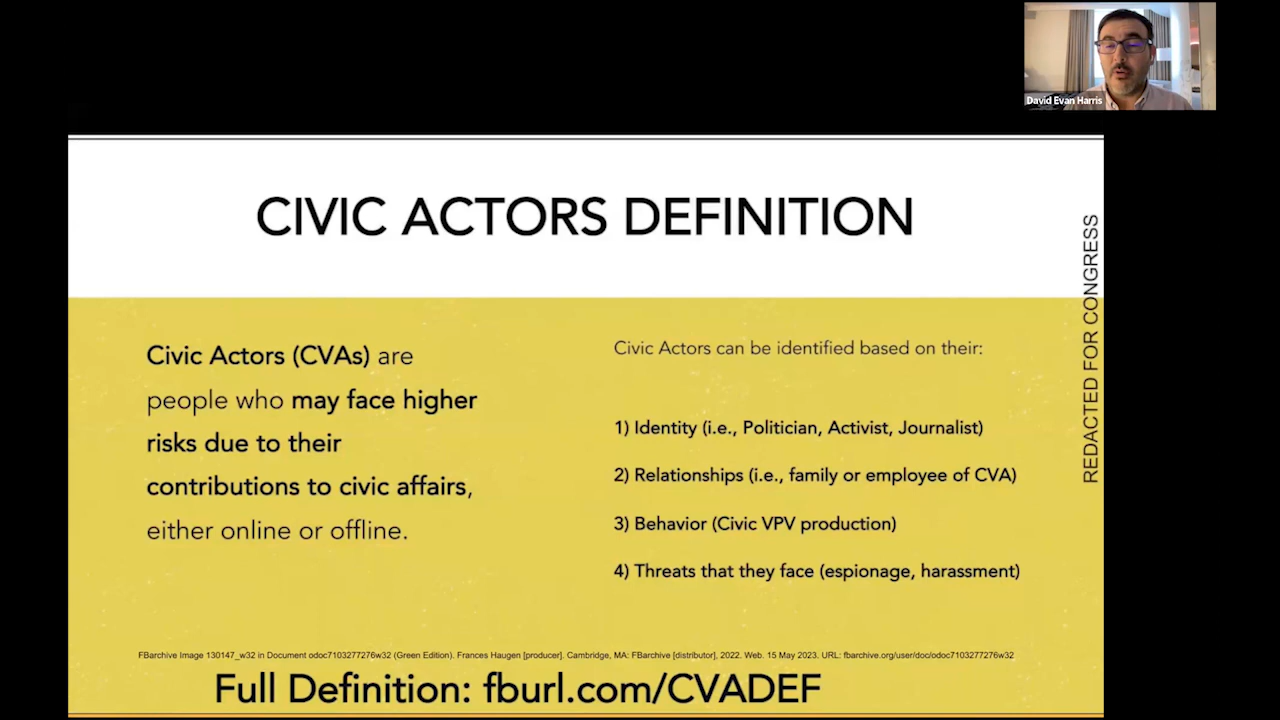 David Evan Harris
CIVIC ACTORS DEFINITION
REDACTED FOR CONGRESS
Civic Actors (CVAs) are
people who may face higher
risks due to their
contributions to civic affairs,
either online or offline.
Civic Actors can be identified based on their:
1) Identity (i.e., Politician, Activist, Journalist)
2) Relationships (i.e., family or employee of CVA)
3) Behavior (Civic VPV production)
4) Threats that they face (espionage, harassment)
FBarchive Image 130147_w32 in Document odoc7103277276w32 (Green Edition). Frances Haugen [producer]. Cambridge, MA: FBarchive [distributor], 2022. Web. 15 May 2023. URL: fbarchive.org/user/doc/odoc7103277276w32
Full Definition: fburl.com/CVADEF